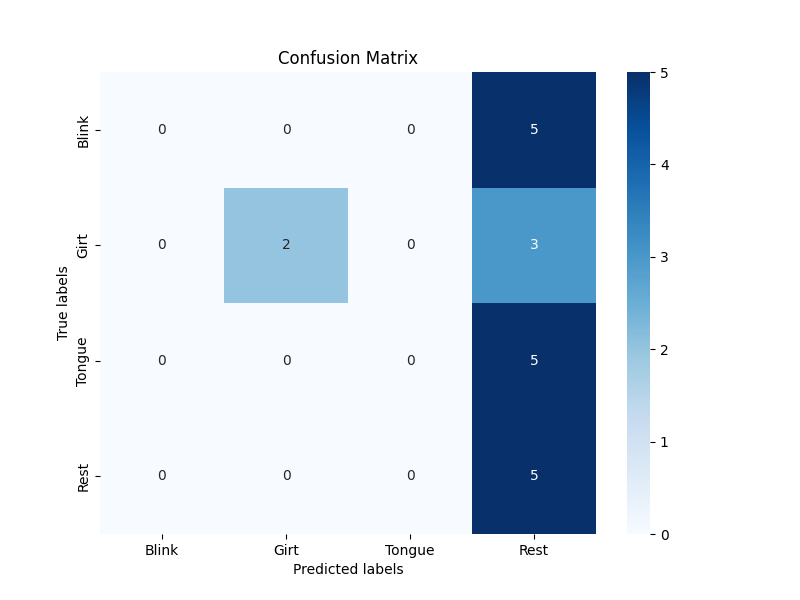 Confusion Matrix
True labels
Blink 0 0 0 5
Girt 0 2 0 3
Tongue 0 0 0 5
Rest 0 0 0 5
Blink Girt Tongue Rest
Predicted labels
5
4
3
2
1
0